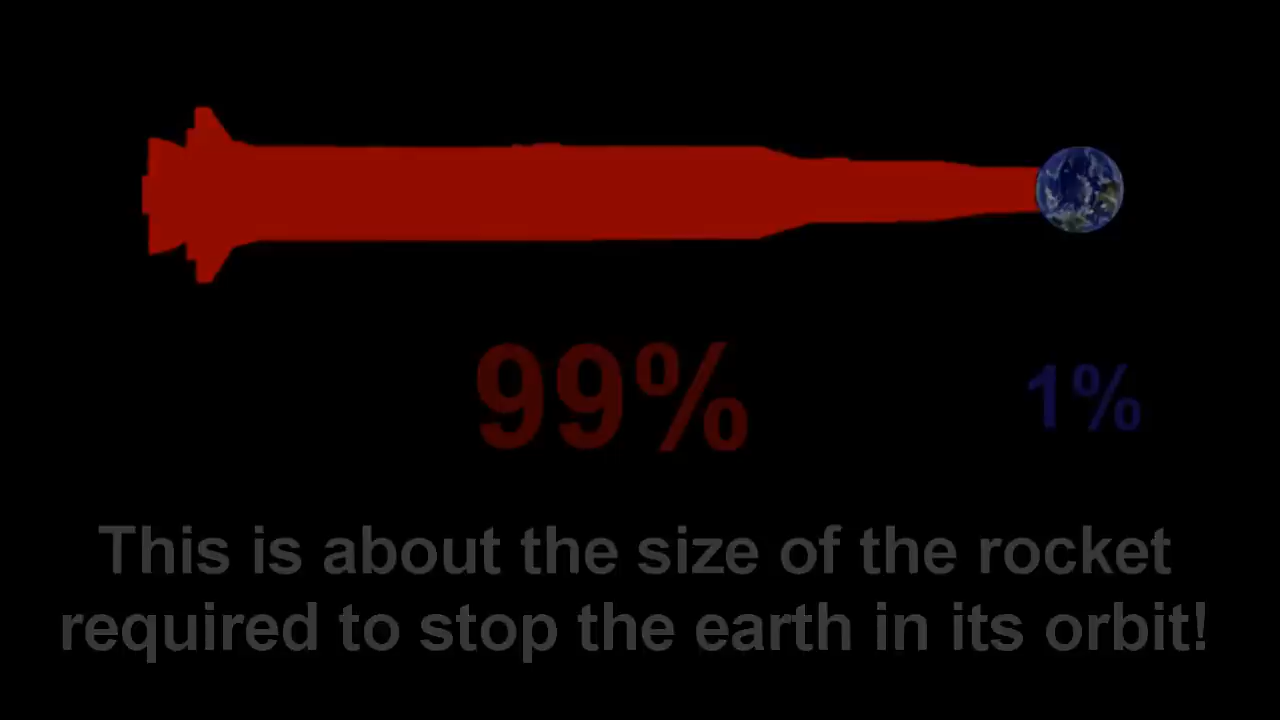 99%
1%
This is about the size of the rocket
required to stop the earth in its orbit!